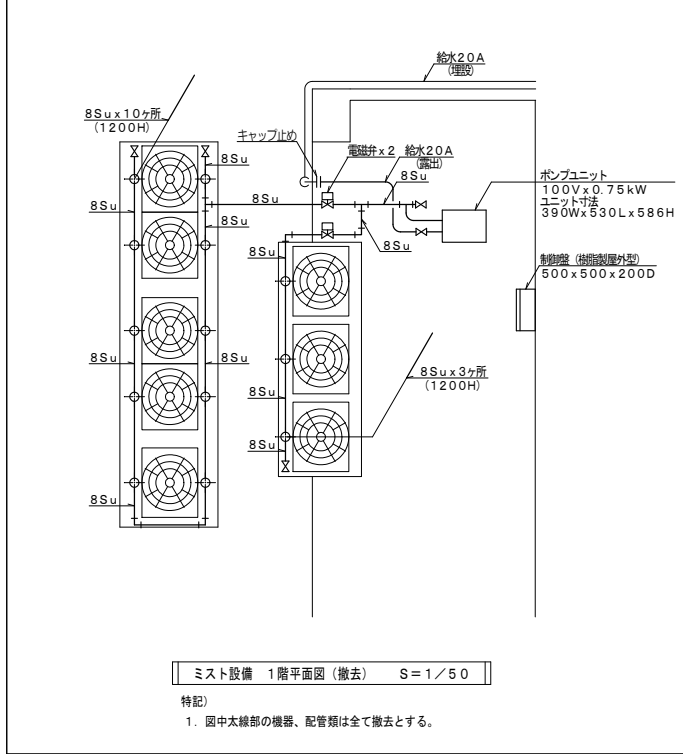 給水20A
(埋設)
8Su×10ヶ所
(1200H)
キャップ止め
電磁弁×2
給水20A
(露出)
8Su
8Su
8Su
ポンプユニット
100V×0.75kW
ユニット寸法
390W×530L×586H
8Su
8Su
8Su
8Su
8Su
制御盤（樹脂製屋外型）
500×500×200D
8Su
8Su
8Su
8Su×3ヶ所
(1200H)
8Su
8Su
ミスト設備　1階平面図（撤去）　S＝1／50
特記）
1．図中太線部の機器、配管類は全て撤去とする。